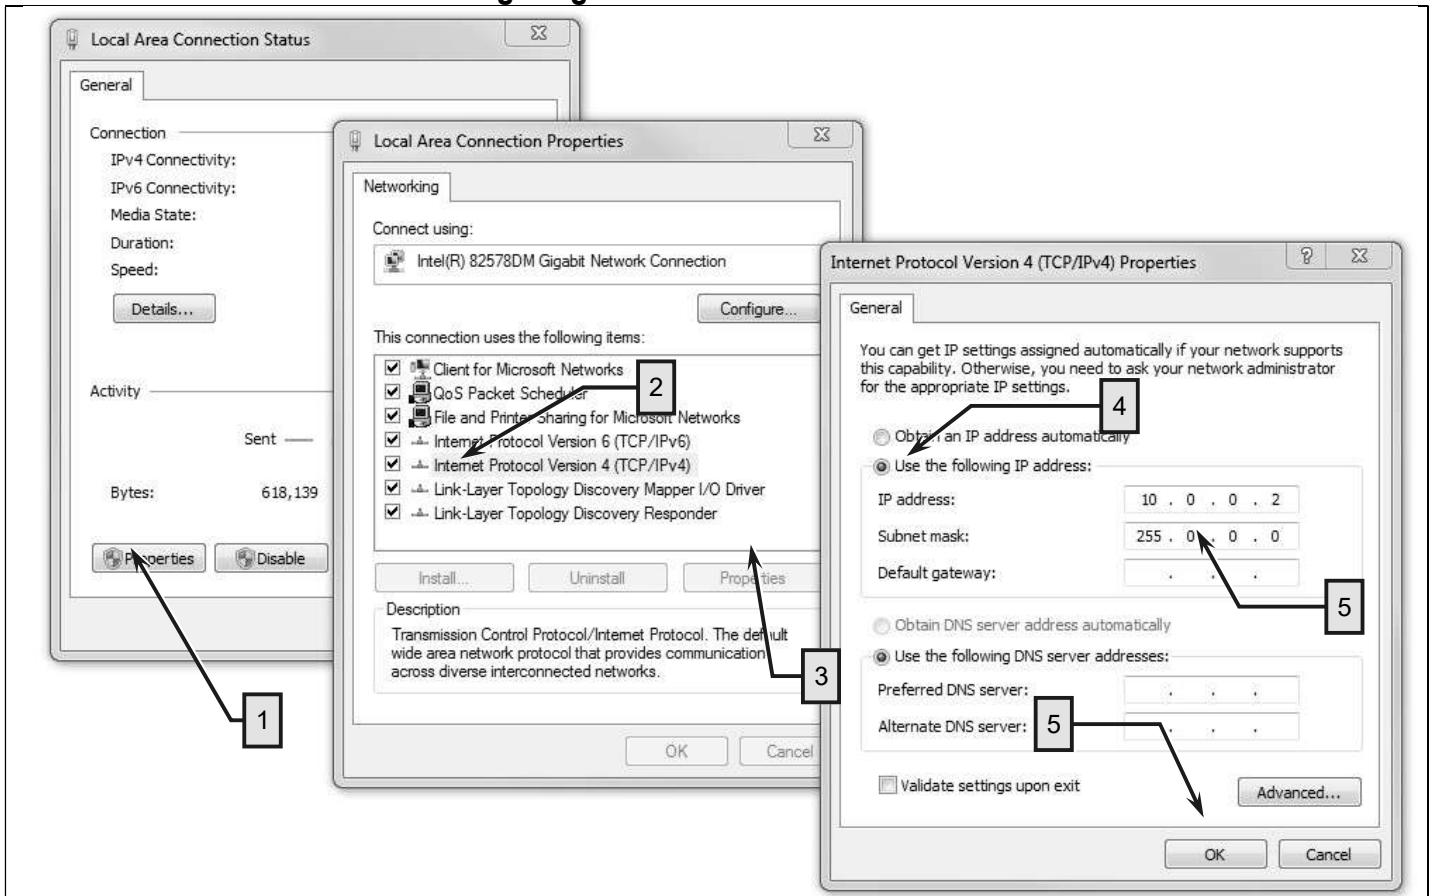 Local Area Connection Status
General
Connection
IPv4 Connectivity:
IPv6 Connectivity:
Media State:
Duration:
Speed:
Details...
Activity
Sent
Bytes: 618,139
Properties Disable
1
Local Area Connection Properties
Networking
Connect using:
Intel(R) 82578DM Gigabit Network Connection
Configure...
This connection uses the following items:
Client for Microsoft Networks
2
QoS Packet Scheduler
File and Printer Sharing for Microsoft Networks
Internet Protocol Version 6 (TCP/IPv6)
Internet Protocol Version 4 (TCP/IPv4)
Link-Layer Topology Discovery Mapper I/O Driver
Link-Layer Topology Discovery Responder
Install... Uninstall Properties
Description
Transmission Control Protocol/Internet Protocol. The default
wide area network protocol that provides communication
across diverse interconnected networks.
3
OK Cancel
Internet Protocol Version 4 (TCP/IPv4) Properties
General
You can get IP settings assigned automatically if your network supports
this capability. Otherwise, you need to ask your network administrator
for the appropriate IP settings.
4
Obtain an IP address automatically
Use the following IP address:
IP address: 10 . 0 . 0 . 2
Subnet mask: 255 . 0 . 0 . 0
Default gateway: . . .
5
Obtain DNS server address automatically
Use the following DNS server addresses:
Preferred DNS server: . . .
Alternate DNS server: . . .
5
Validate settings upon exit
Advanced...
OK Cancel